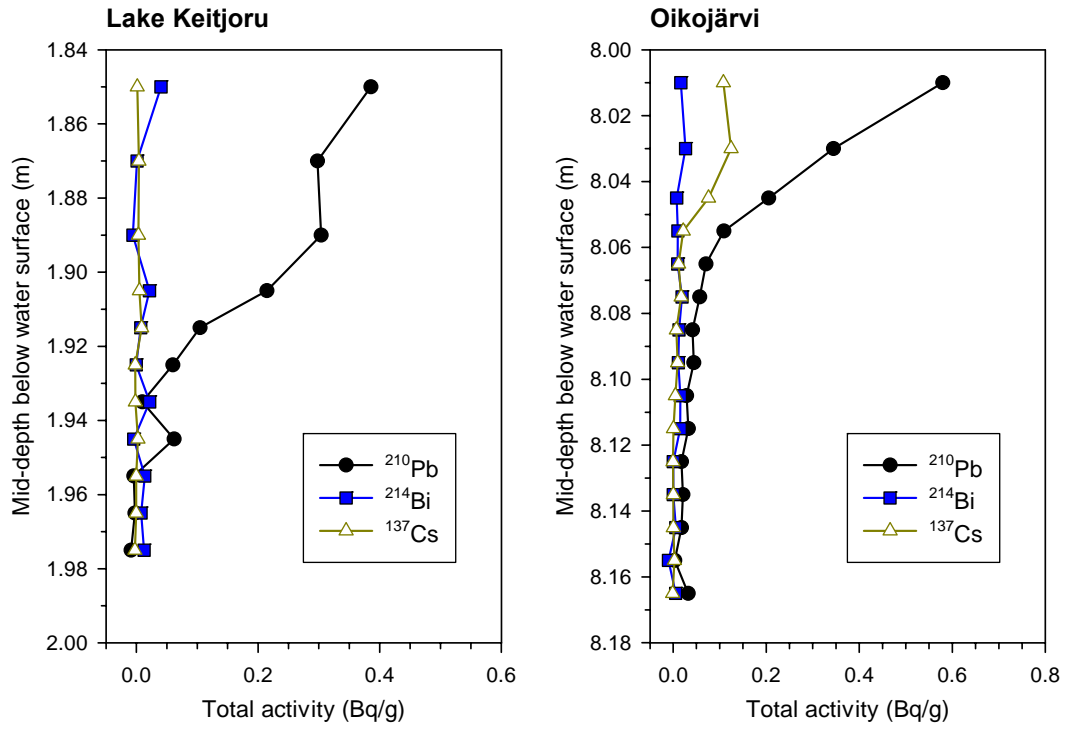 Lake Keitjoru
Oikojärvi
Mid-depth below water surface (m)
1.84
1.86
1.88
1.90
1.92
1.94
1.96
1.98
2.00
0.0 0.2 0.4 0.6
Total activity (Bq/g)
²¹⁰Pb
²¹⁴Bi
¹³⁷Cs
Mid-depth below water surface (m)
8.00
8.02
8.04
8.06
8.08
8.10
8.12
8.14
8.16
8.18
0.0 0.2 0.4 0.6 0.8
Total activity (Bq/g)
²¹⁰Pb
²¹⁴Bi
¹³⁷Cs